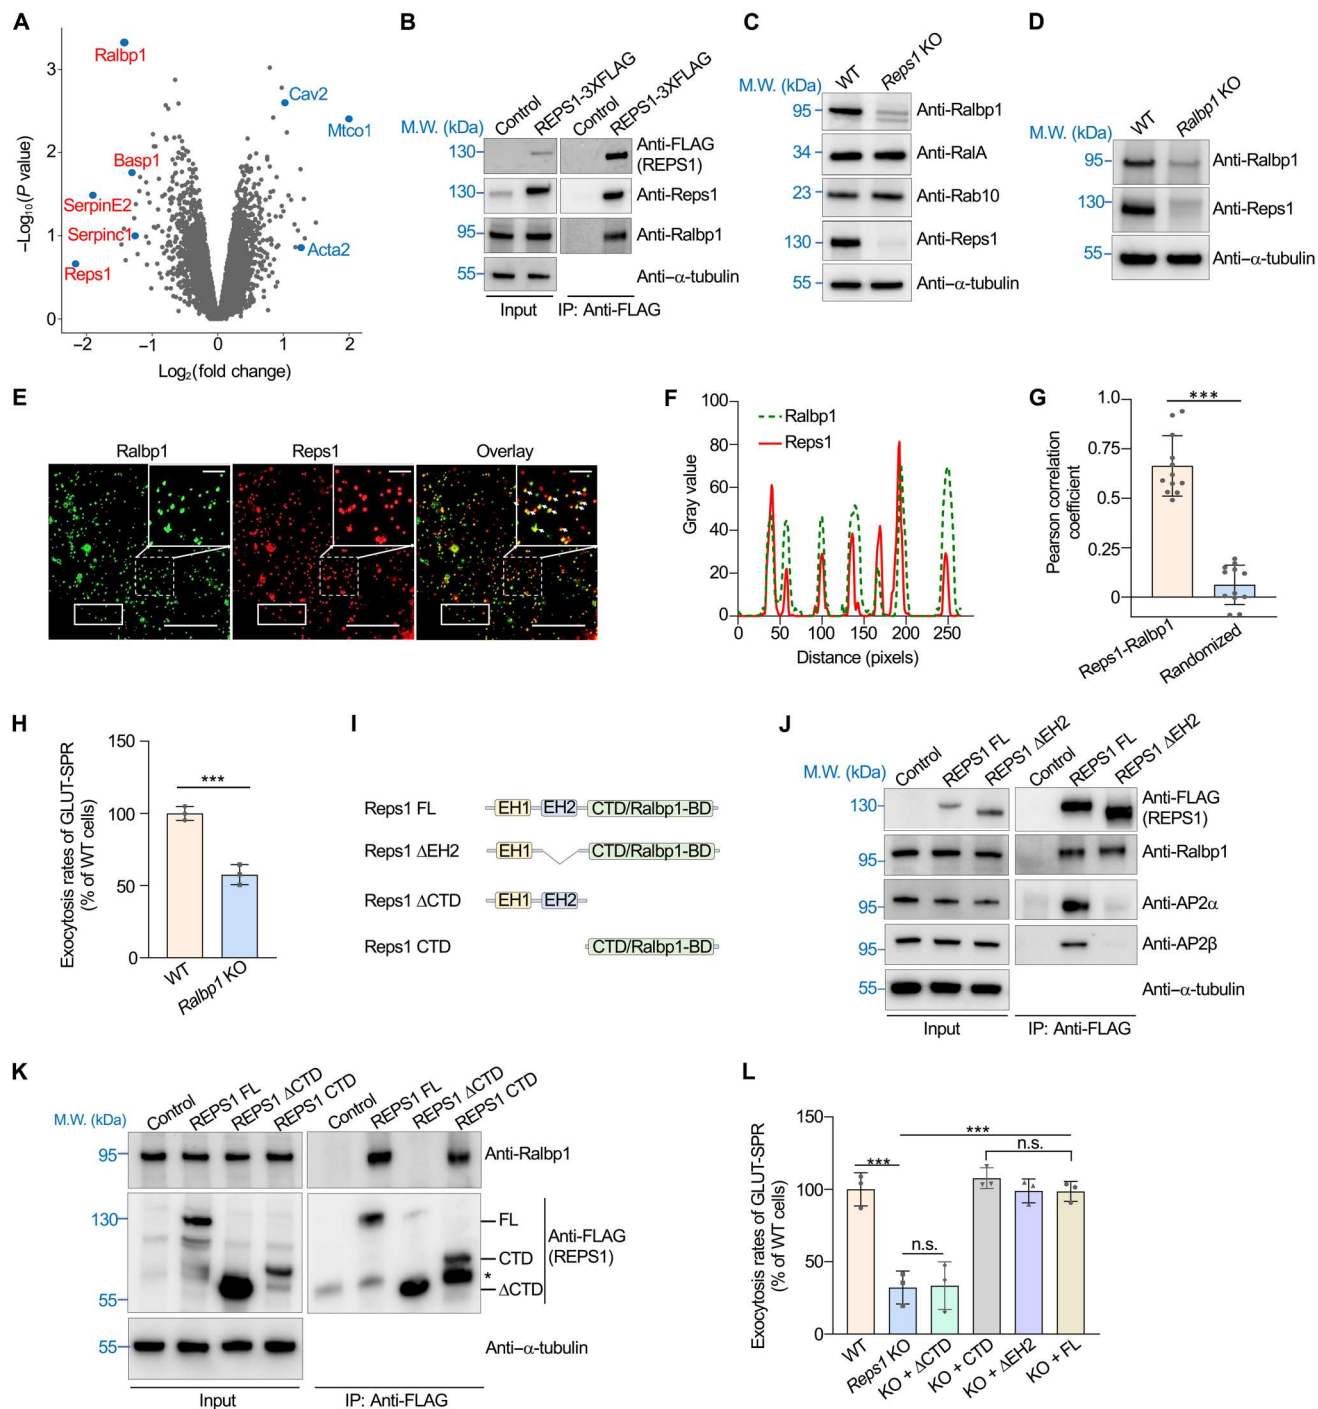 A
Ralbp1
Cav2
Mtco1
Basp1
SerpinE2
Serpinc1
Reps1
Acta2
3
2
1
0
−2
−1
0
1
2
−Log10(P value)
Log2(fold change)
B
Control
REPS1-3XFLAG
Control
REPS1-3XFLAG
M.W. (kDa)
130
Anti-FLAG
(REPS1)
130
Anti-Reps1
95
Anti-Ralbp1
55
Anti–α-tubulin
Input
IP: Anti-FLAG
C
WT
Reps1 KO
M.W. (kDa)
95
Anti-Ralbp1
34
Anti-RalA
23
Anti-Rab10
130
Anti-Reps1
55
Anti–α-tubulin
D
WT
Ralbp1 KO
M.W. (kDa)
95
Anti-Ralbp1
130
Anti-Reps1
55
Anti–α-tubulin
E
Ralbp1
Reps1
Overlay
F
Ralbp1
Reps1
100
80
60
40
20
0
0
50
100
150
200
250
Gray value
Distance (pixels)
G
***
1.0
0.75
0.5
0.25
0
Pearson correlation
coefficient
Reps1-Ralbp1
Randomized
H
***
150
100
50
0
Exocytosis rates of GLUT-SPR
(% of WT cells)
WT
Ralbp1 KO
I
Reps1 FL
EH1
EH2
CTD/Ralbp1-BD
Reps1 ΔEH2
EH1
CTD/Ralbp1-BD
Reps1 ΔCTD
EH1
EH2
Reps1 CTD
CTD/Ralbp1-BD
J
Control
REPS1 FL
REPS1 ΔEH2
Control
REPS1 FL
REPS1 ΔEH2
M.W. (kDa)
130
Anti-FLAG
(REPS1)
95
Anti-Ralbp1
95
Anti-AP2α
95
Anti-AP2β
55
Anti–α-tubulin
Input
IP: Anti-FLAG
K
Control
REPS1 FL
REPS1 ΔCTD
REPS1 CTD
Control
REPS1 FL
REPS1 ΔCTD
REPS1 CTD
M.W. (kDa)
95
Anti-Ralbp1
130
FL
CTD
*
ΔCTD
Anti-FLAG
(REPS1)
55
55
Anti–α-tubulin
Input
IP: Anti-FLAG
L
***
n.s.
***
n.s.
150
100
50
0
Exocytosis rates of GLUT-SPR
(% of WT cells)
WT
Reps1 KO
KO + ΔCTD
KO + CTD
KO + ΔEH2
KO + FL